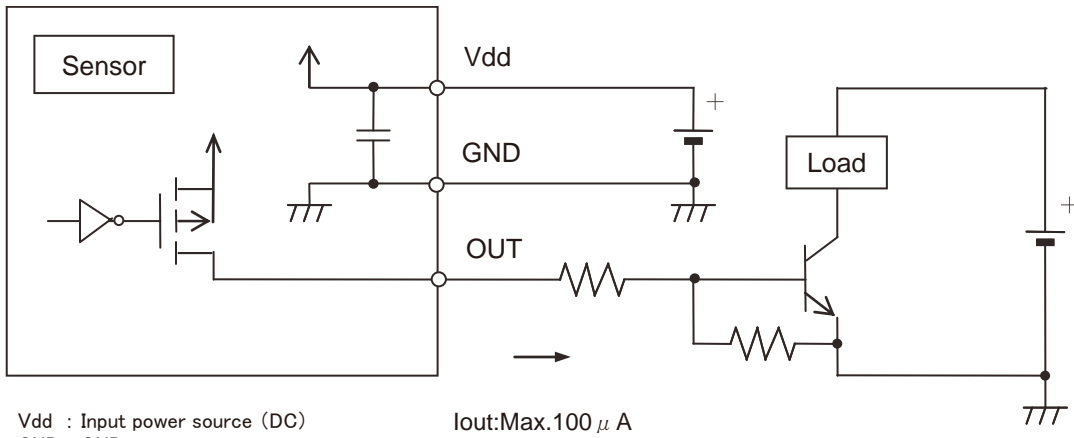 Sensor
Vdd
+
GND
Load
+
OUT
Vdd : Input power source (DC)
Iout:Max.100 μ A